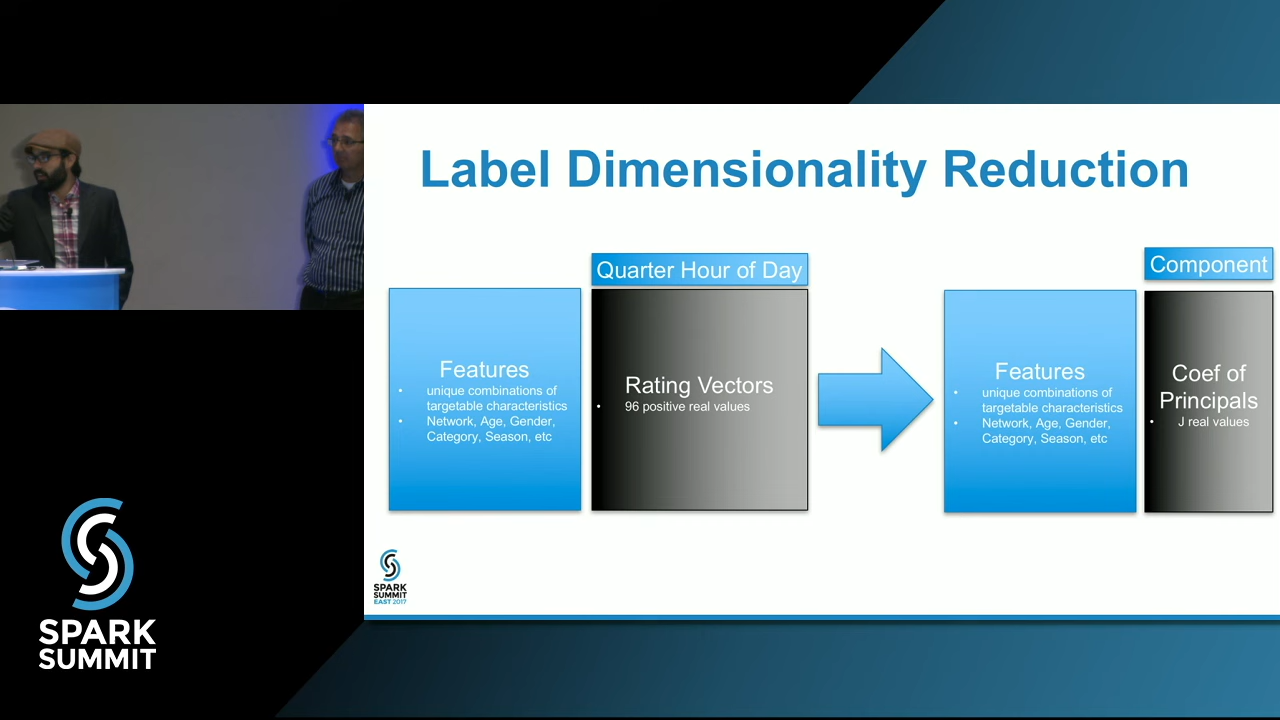 Label Dimensionality Reduction
Quarter Hour of Day
Features
• unique combinations of
targetable characteristics
• Network, Age, Gender,
Category, Season, etc
Rating Vectors
• 96 positive real values
Component
Features
• unique combinations of
targetable characteristics
• Network, Age, Gender,
Category, Season, etc
Coef of
Principals
• J real values
SPARK
SUMMIT
EAST 2017
SPARK
SUMMIT